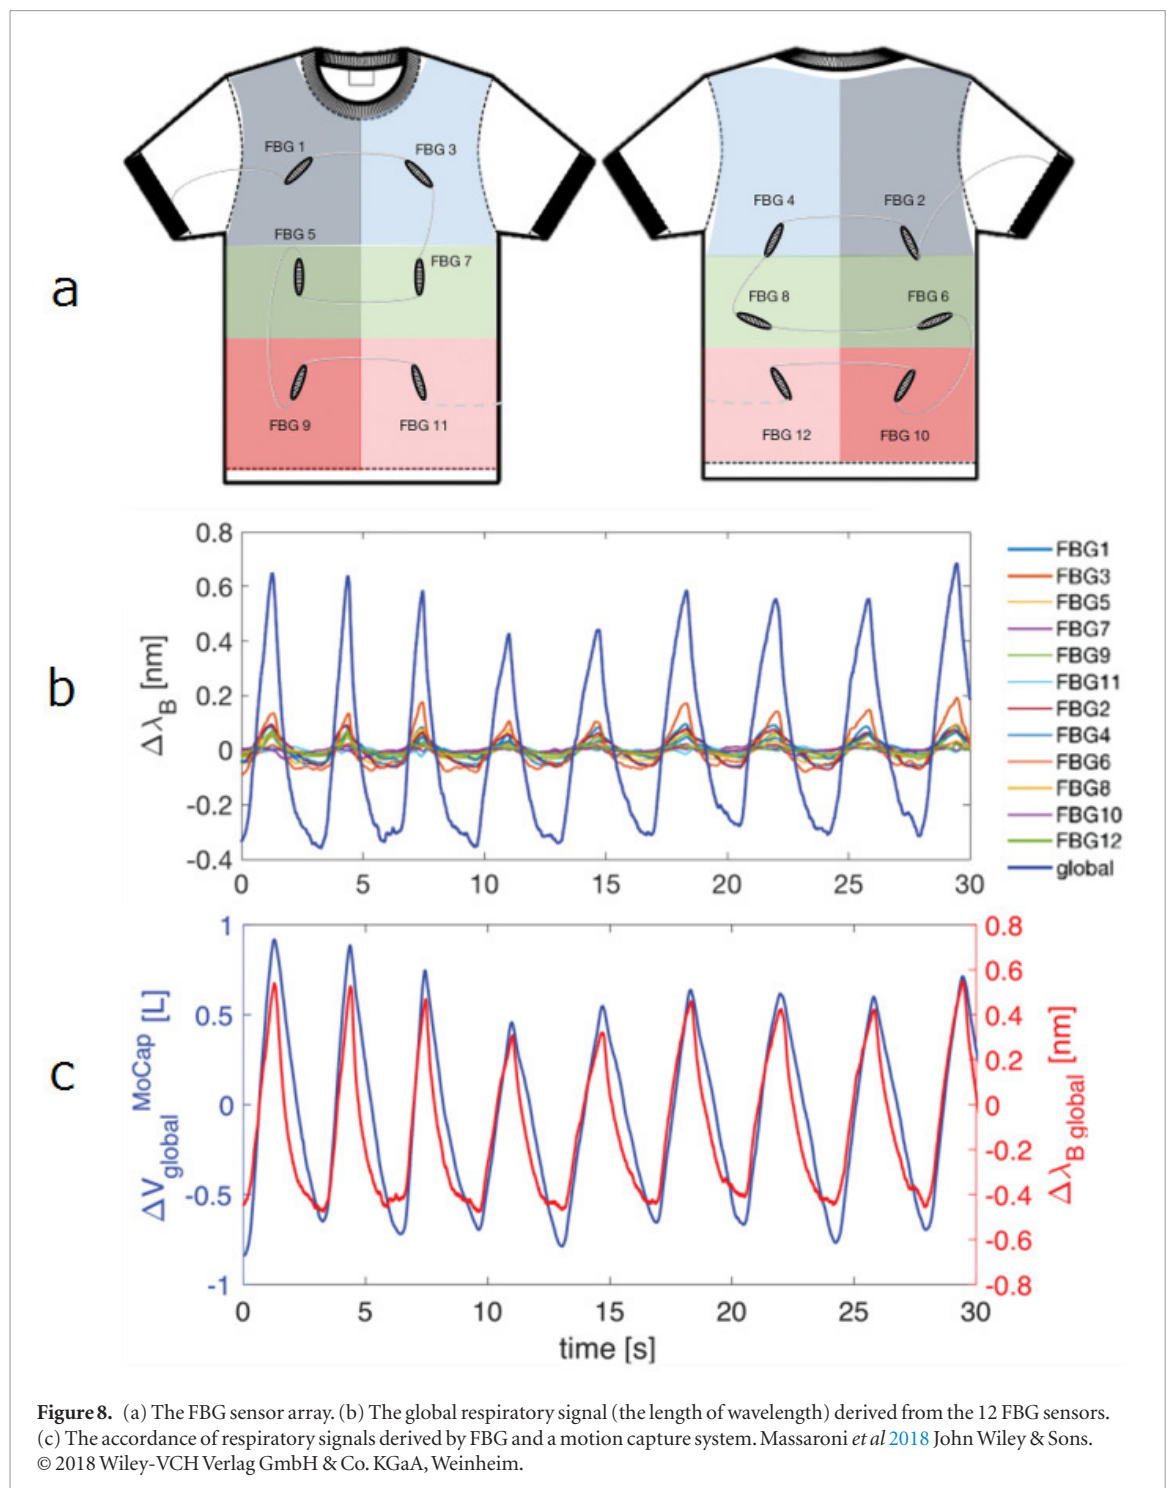 FBG 1
FBG 3
FBG 5
FBG 7
FBG 9
FBG 11
FBG 4
FBG 2
FBG 8
FBG 6
FBG 12
FBG 10
a
b
0.8
0.6
0.4
0.2
0
-0.2
-0.4
ΔλB [nm]
0 5 10 15 20 25 30
FBG1
FBG3
FBG5
FBG7
FBG9
FBG11
FBG2
FBG4
FBG6
FBG8
FBG10
FBG12
global
c
1
0.5
0
-0.5
-1
ΔVglobal MoCap [L]
0.8
0.6
0.4
0.2
0
-0.2
-0.4
-0.6
-0.8
ΔλB global [nm]
0 5 10 15 20 25 30
time [s]
Figure 8. (a) The FBG sensor array. (b) The global respiratory signal (the length of wavelength) derived from the 12 FBG sensors.
(c) The accordance of respiratory signals derived by FBG and a motion capture system. Massaroni et al 2018 John Wiley & Sons.
© 2018 Wiley-VCH Verlag GmbH & Co. KGaA, Weinheim.